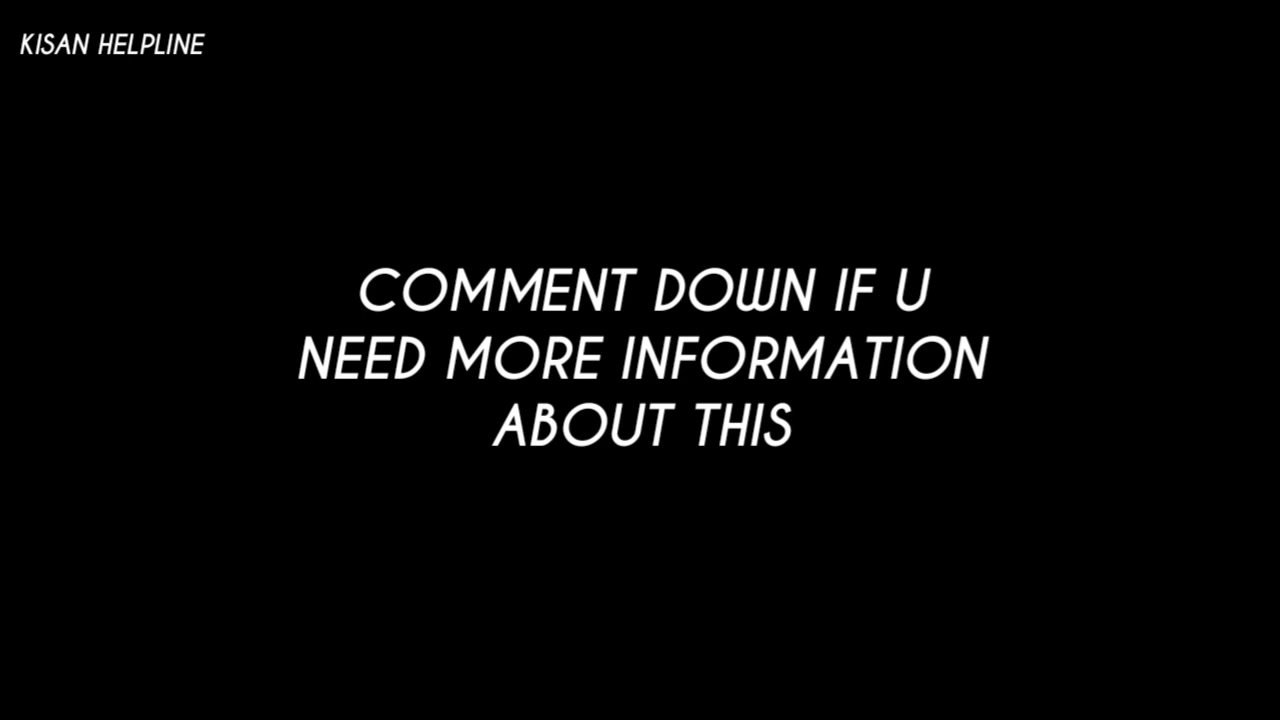 KISAN HELPLINE
COMMENT DOWN IF U
NEED MORE INFORMATION
ABOUT THIS